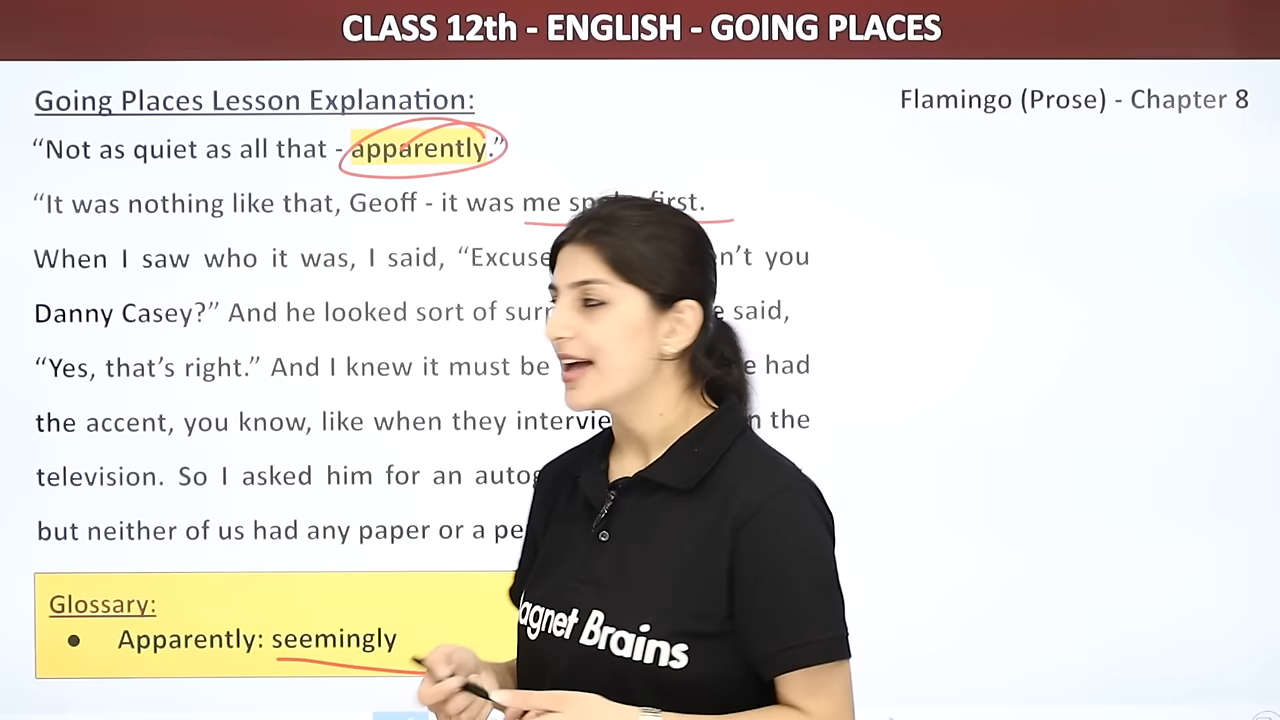 CLASS 12th - ENGLISH - GOING PLACES
Going Places Lesson Explanation:
Flamingo (Prose) - Chapter 8
“Not as quiet as all that - apparently.”
“It was nothing like that, Geoff - it was me first.
When I saw who it was, I said, “Excuse you
Danny Casey?” And he looked sort of said,
“Yes, that’s right.” And I knew it must be had
the accent, you know, like when they the
television. So I asked him for an
but neither of us had any paper or a
Glossary:
● Apparently: seemingly
Magnet Brains